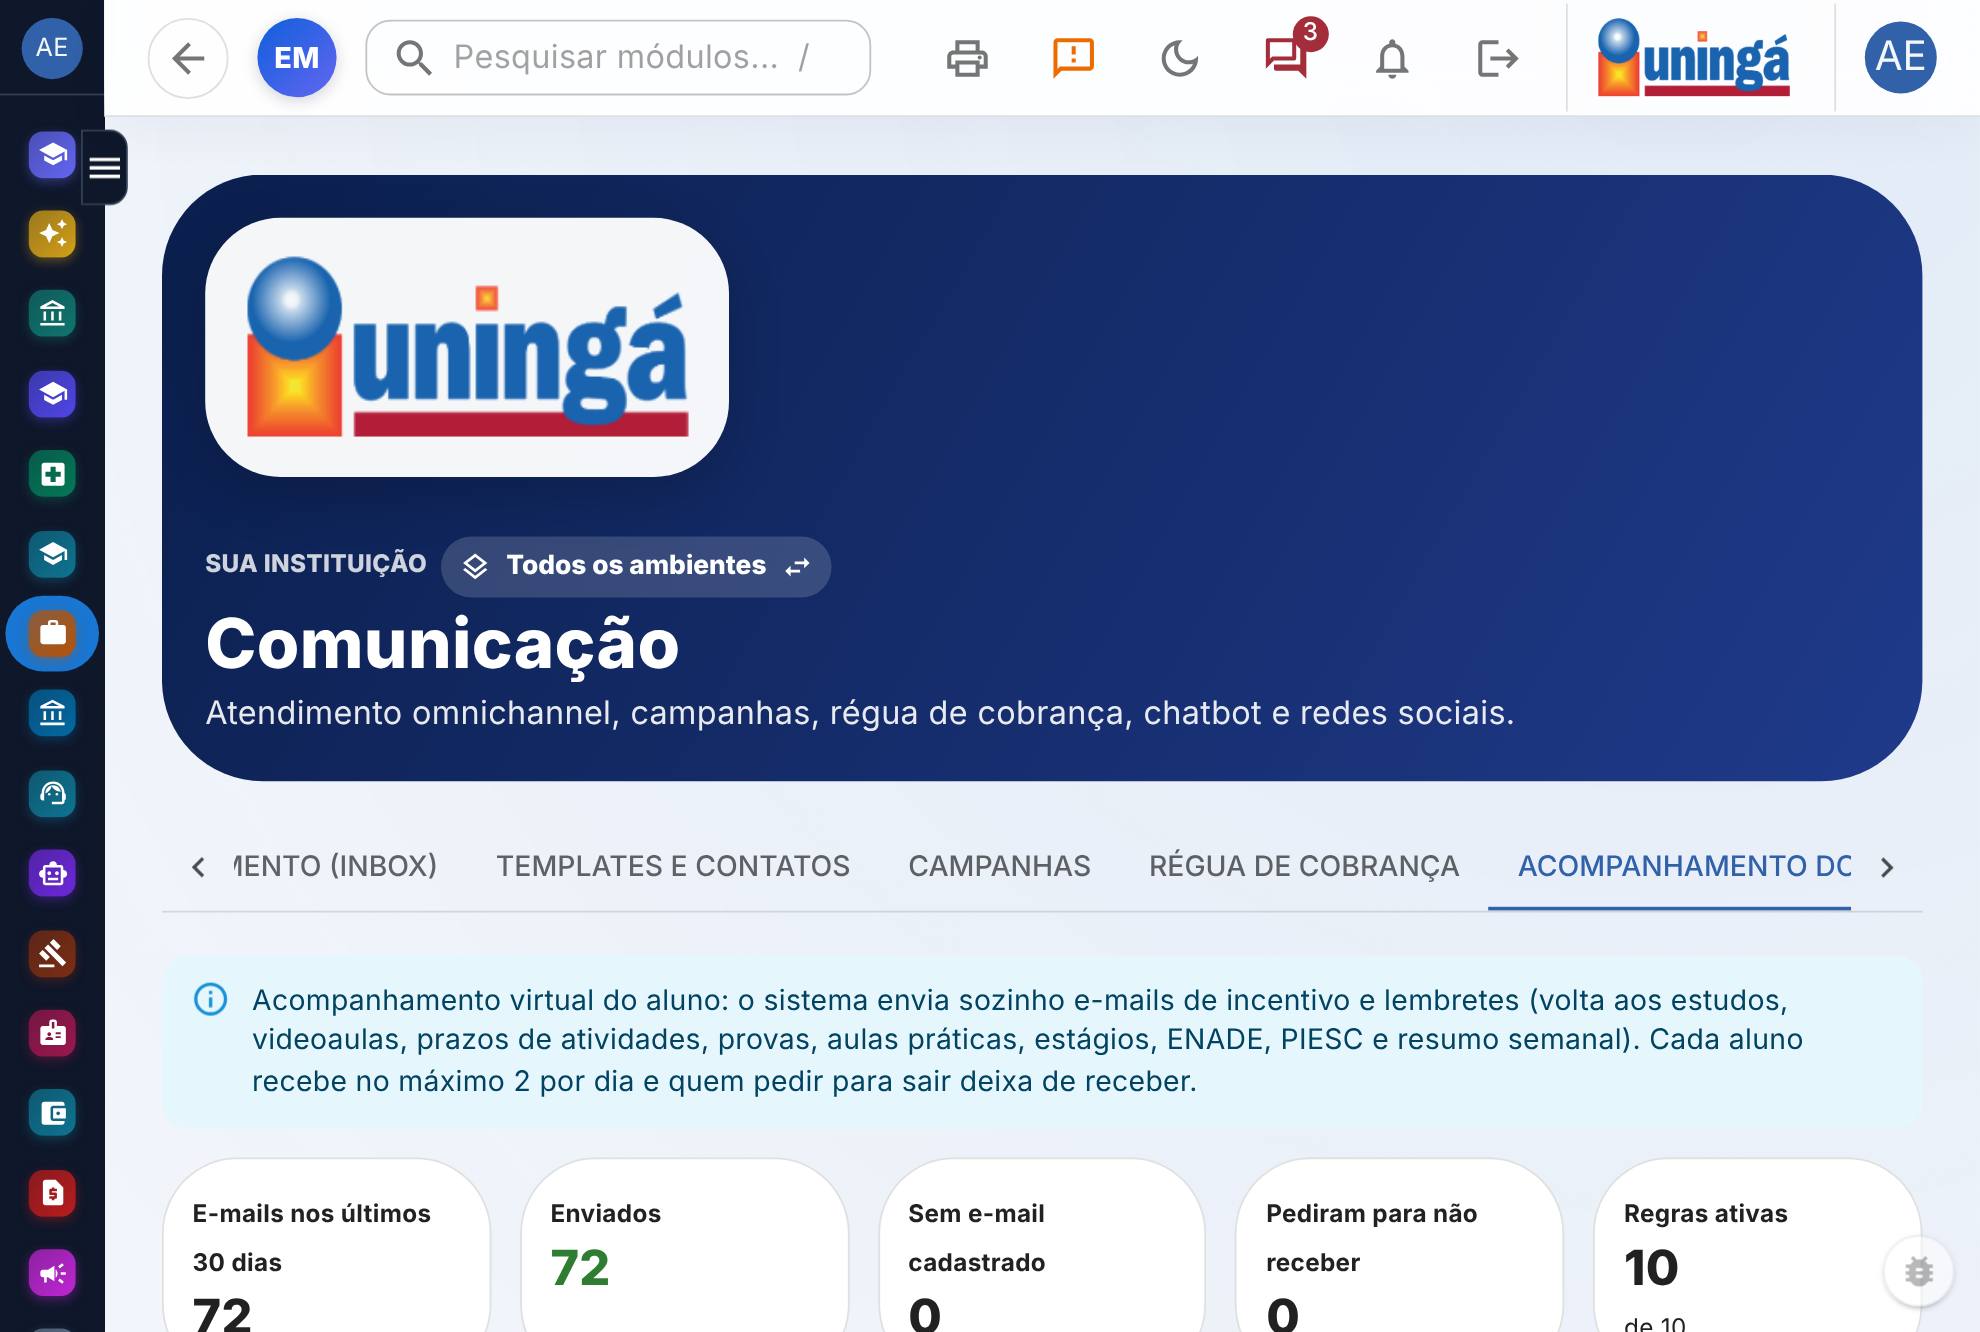 AE
EM
Pesquisar módulos... /
3
uningá
AE
uningá
SUA INSTITUIÇÃO
Todos os ambientes
Comunicação
Atendimento omnichannel, campanhas, régua de cobrança, chatbot e redes sociais.
MENTO (INBOX)
TEMPLATES E CONTATOS
CAMPANHAS
RÉGUA DE COBRANÇA
ACOMPANHAMENTO DO
Acompanhamento virtual do aluno: o sistema envia sozinho e-mails de incentivo e lembretes (volta aos estudos,
videoaulas, prazos de atividades, provas, aulas práticas, estágios, ENADE, PIESC e resumo semanal). Cada aluno
recebe no máximo 2 por dia e quem pedir para sair deixa de receber.
E-mails nos últimos
30 dias
72
Enviados
72
Sem e-mail
cadastrado
0
Pediram para não
receber
0
Regras ativas
10
de 10